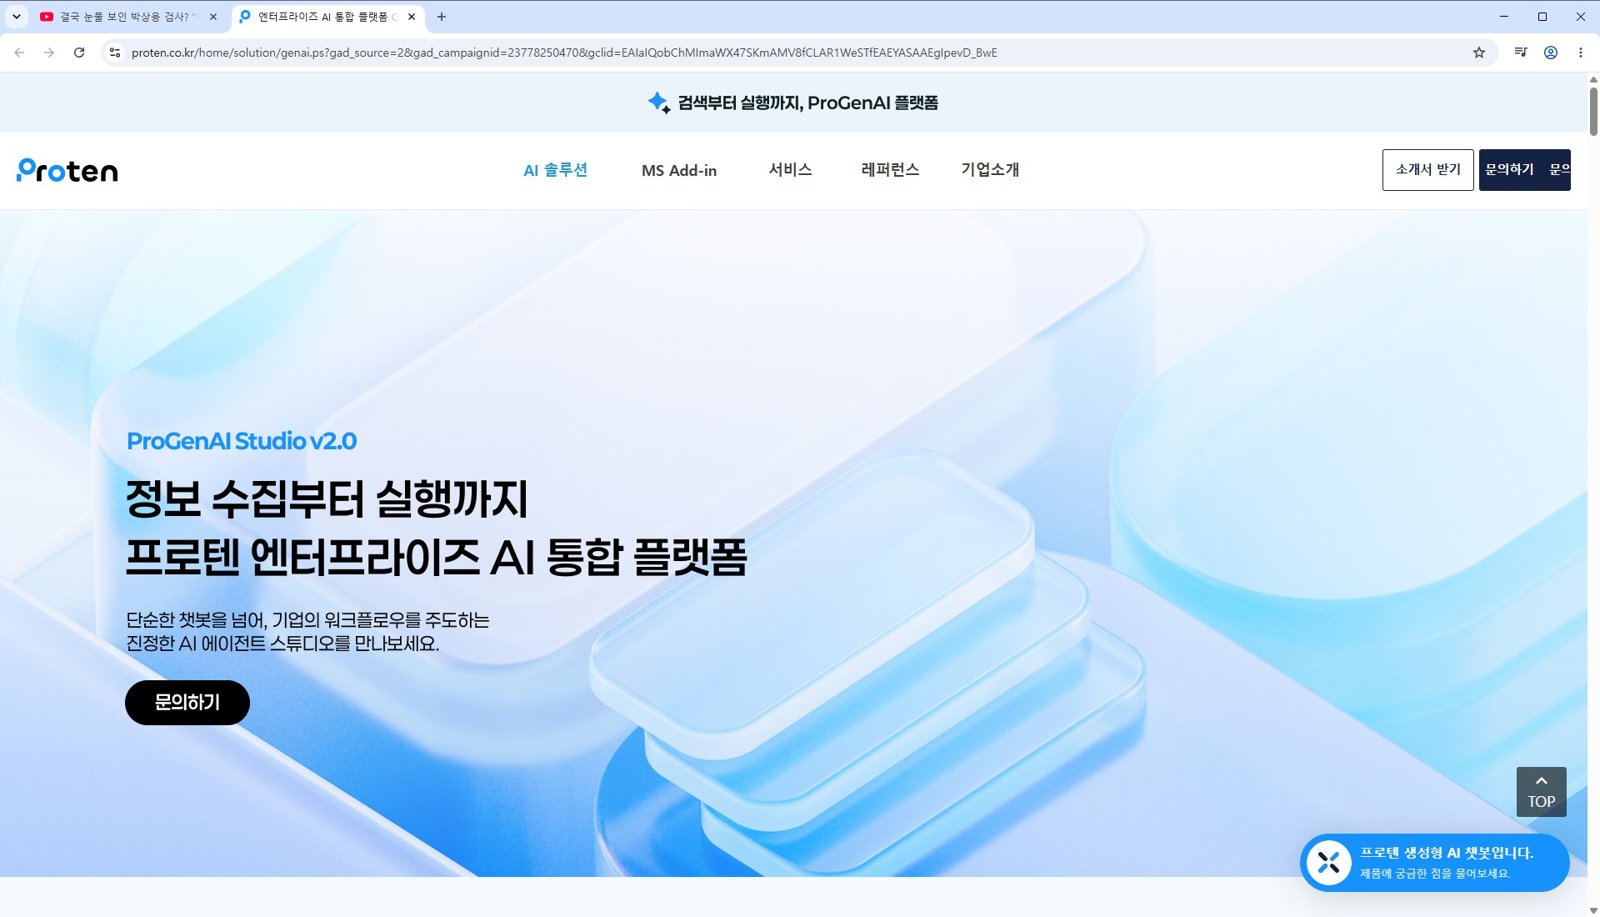 결국 눈물 보인 박상용 검사? "
엔터프라이즈 AI 통합 플랫폼
proten.co.kr/home/solution/genai.ps?gad_source=2&gad_campaignid=23778250470&gclid=EAIaIQobChMImaWX47SKmAMV8fCLAR1WeSTfEAEYASAAEgIpevD_BwE
검색부터 실행까지, ProGenAI 플랫폼
Proten
AI 솔루션
MS Add-in
서비스
레퍼런스
기업소개
소개서 받기
문의하기
문의
ProGenAI Studio v2.0
정보 수집부터 실행까지
프로텐 엔터프라이즈 AI 통합 플랫폼
단순한 챗봇을 넘어, 기업의 워크플로우를 주도하는
진정한 AI 에이전트 스튜디오를 만나보세요.
문의하기
TOP
프로텐 생성형 AI 챗봇입니다.
제품에 궁금한 점을 물어보세요.